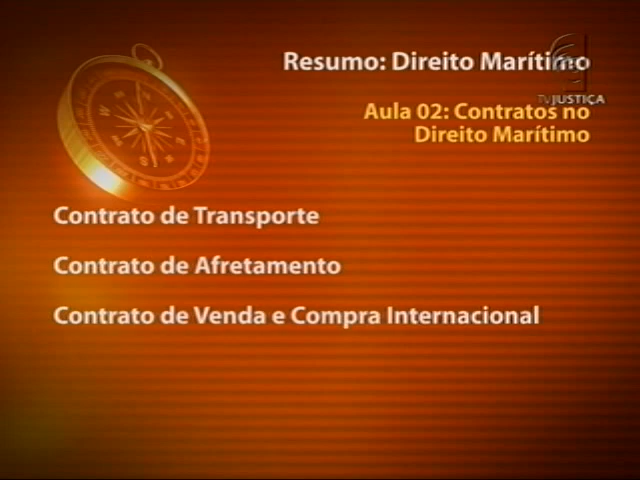 Resumo: Direito Marítimo
TV JUSTIÇA
Aula 02: Contratos no
Direito Marítimo
N
W
E
S
Contrato de Transporte
Contrato de Afretamento
Contrato de Venda e Compra Internacional